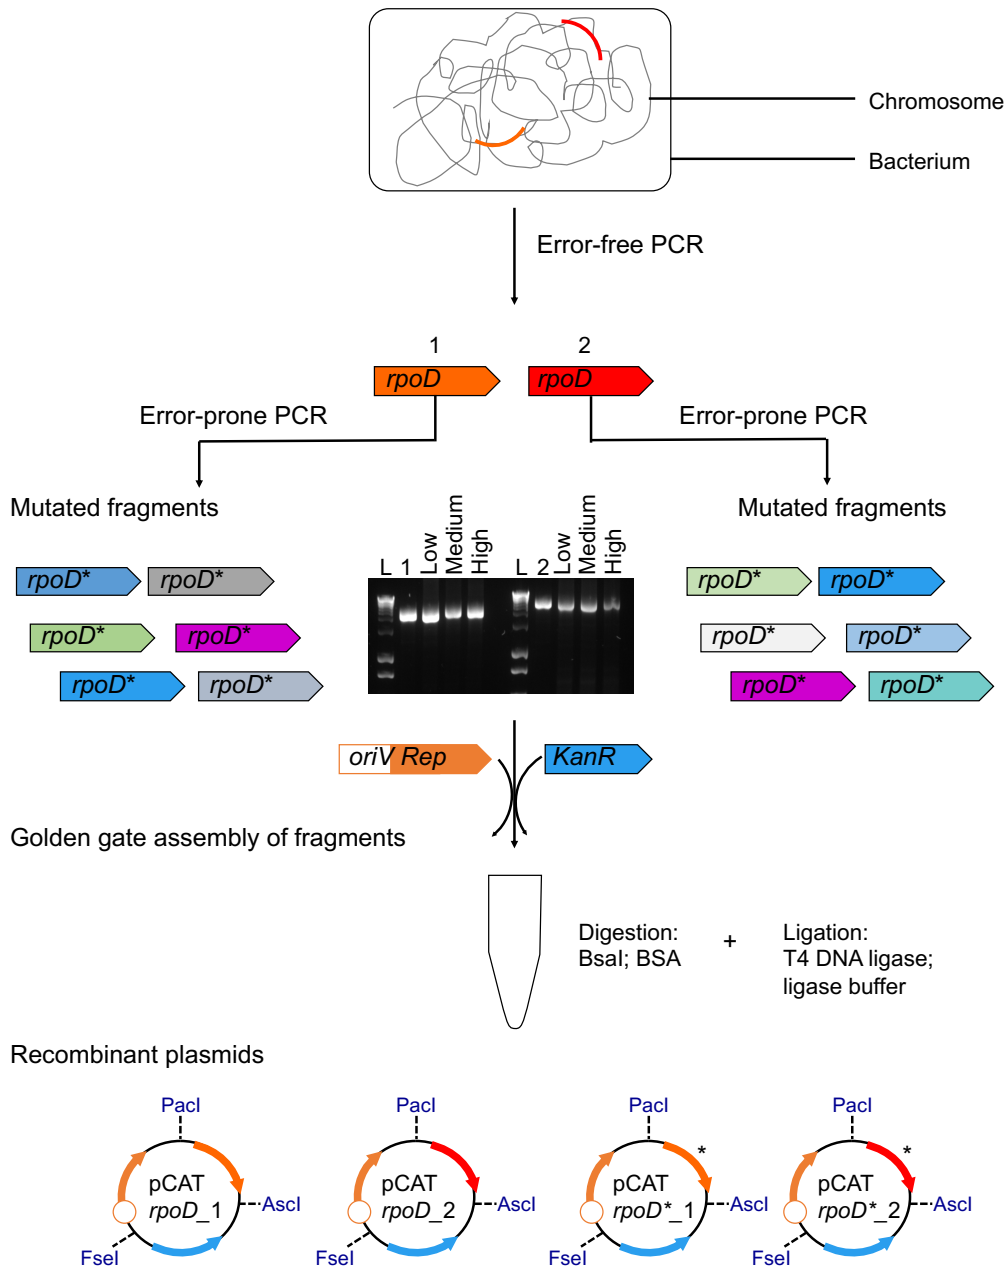 Chromosome
Bacterium
Error-free PCR
1 2
rpoD rpoD
Error-prone PCR Error-prone PCR
Mutated fragments Mutated fragments
L 1 Low Medium High L 2 Low Medium High
rpoD* rpoD* rpoD* rpoD*
rpoD* rpoD* rpoD* rpoD*
rpoD* rpoD* rpoD* rpoD*
oriV Rep KanR
Golden gate assembly of fragments
Digestion: + Ligation:
BsaI; BSA T4 DNA ligase;
ligase buffer
Recombinant plasmids
PacI PacI PacI PacI
* *
pCAT pCAT pCAT pCAT
rpoD_1 AscI rpoD_2 AscI rpoD*_1 AscI rpoD*_2 AscI
FseI FseI FseI FseI